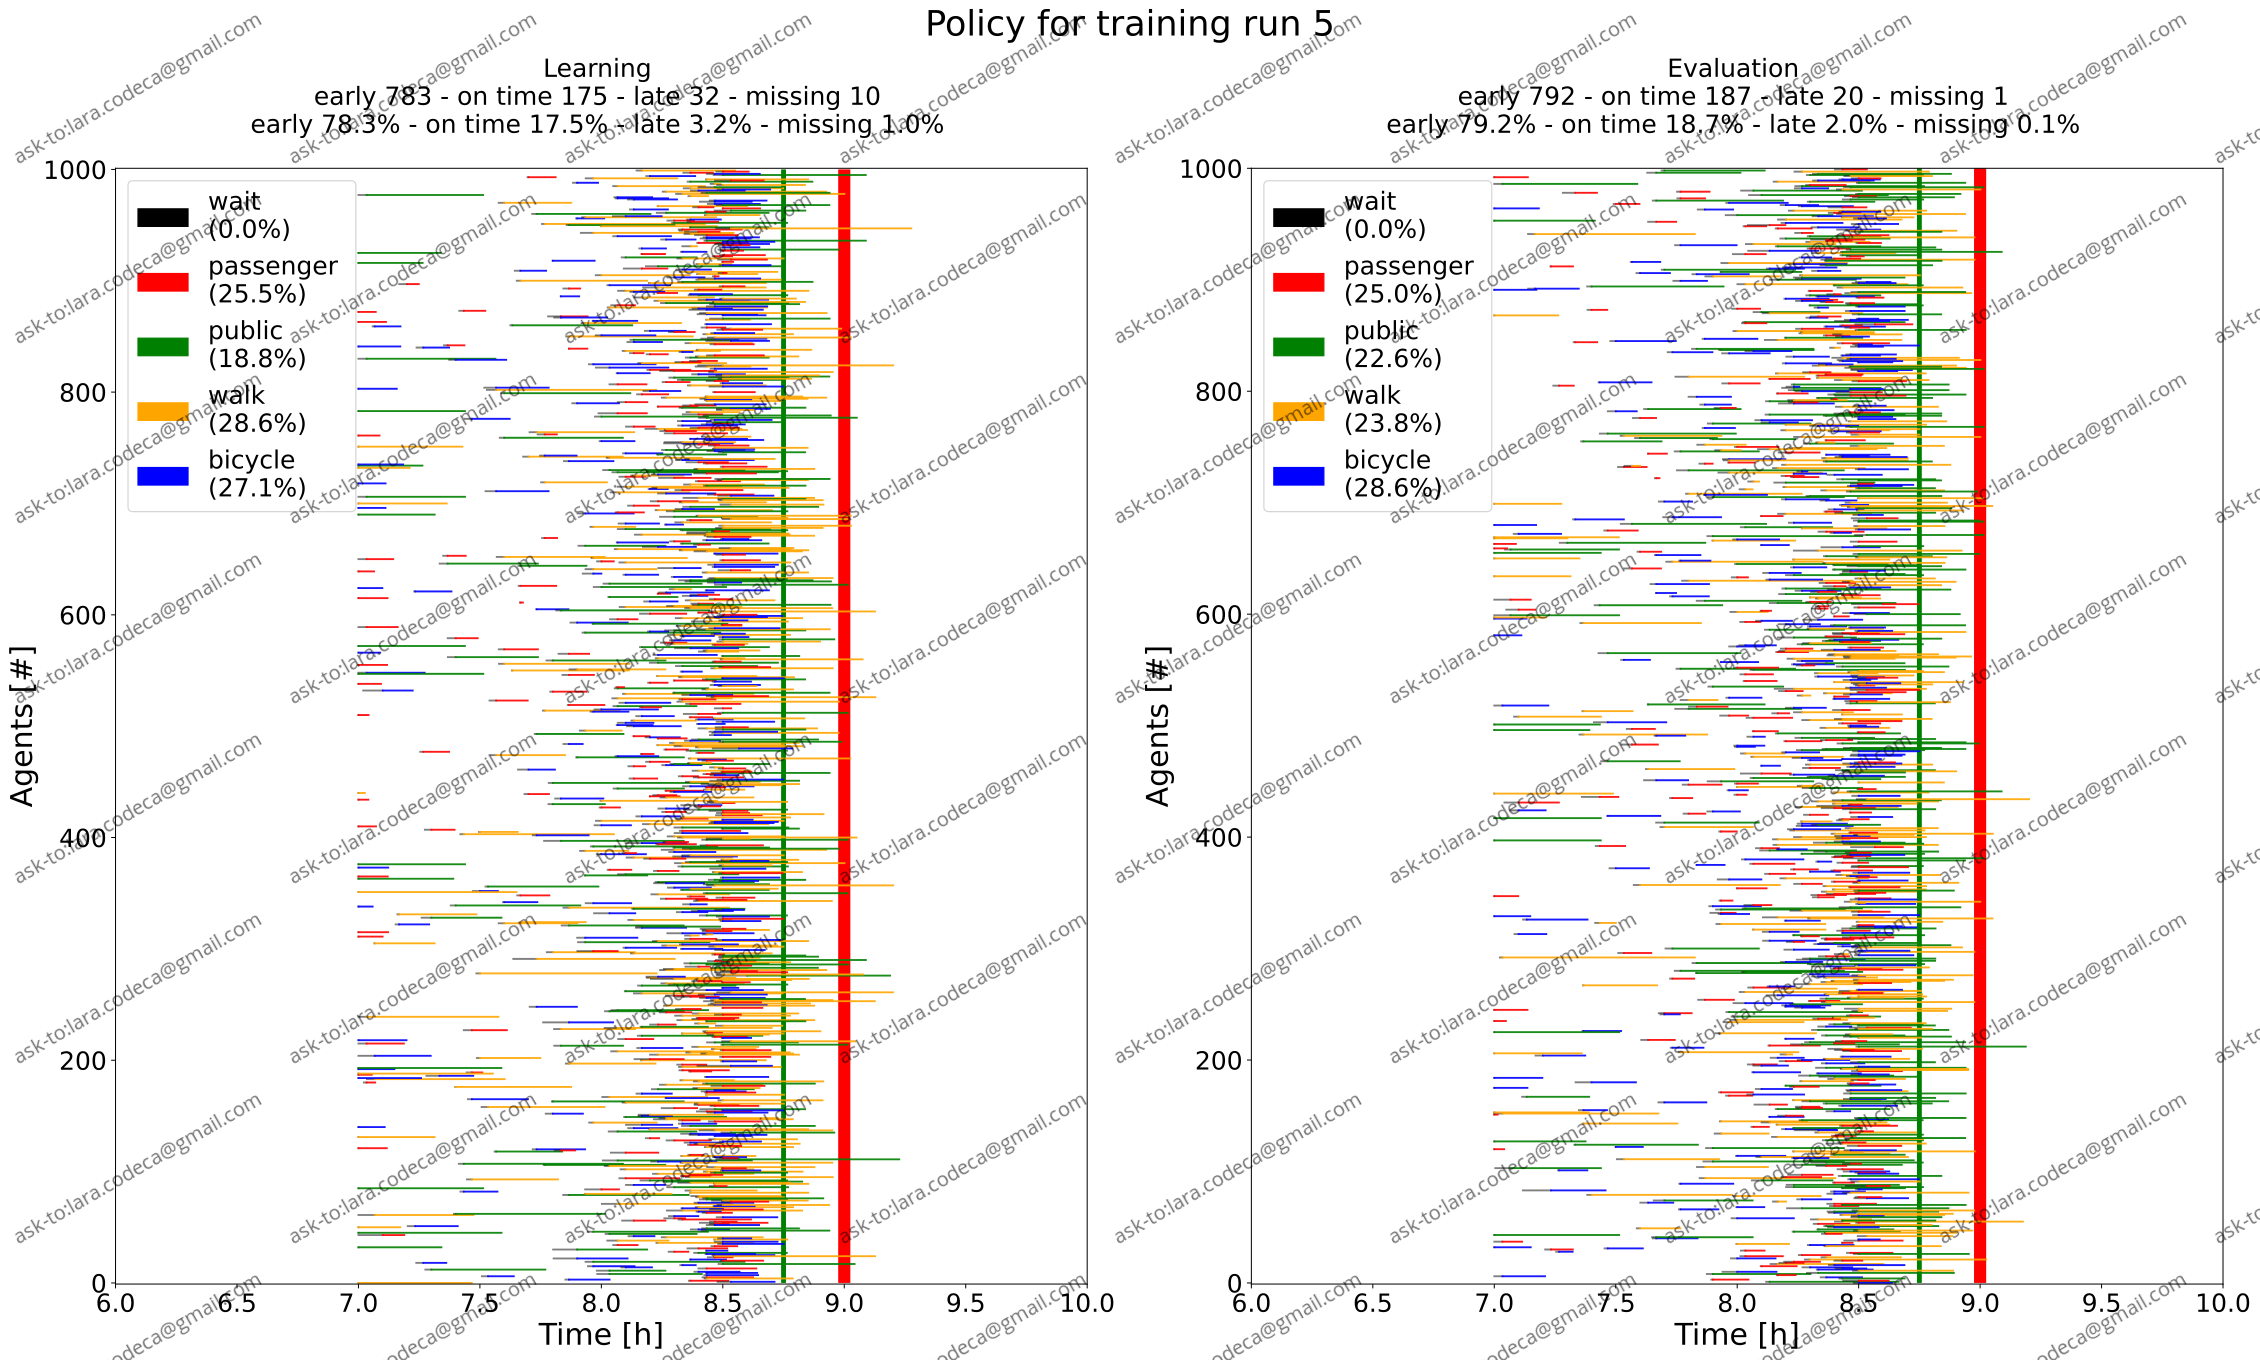 Policy for training run 5
Learning
early 783 - on time 175 - late 32 - missing 10
early 78.3% - on time 17.5% - late 3.2% - missing 1.0%
1000
800
600
400
200
0
Agents [#]
wait
(0.0%)
passenger
(25.5%)
public
(18.8%)
walk
(28.6%)
bicycle
(27.1%)
6.0 6.5 7.0 7.5 8.0 8.5 9.0 9.5 10.0
Time [h]
Evaluation
early 792 - on time 187 - late 20 - missing 1
early 79.2% - on time 18.7% - late 2.0% - missing 0.1%
1000
800
600
400
200
0
Agents [#]
wait
(0.0%)
passenger
(25.0%)
public
(22.6%)
walk
(23.8%)
bicycle
(28.6%)
6.0 6.5 7.0 7.5 8.0 8.5 9.0 9.5 10.0
Time [h]
ask-to:lara.codeca@gmail.com